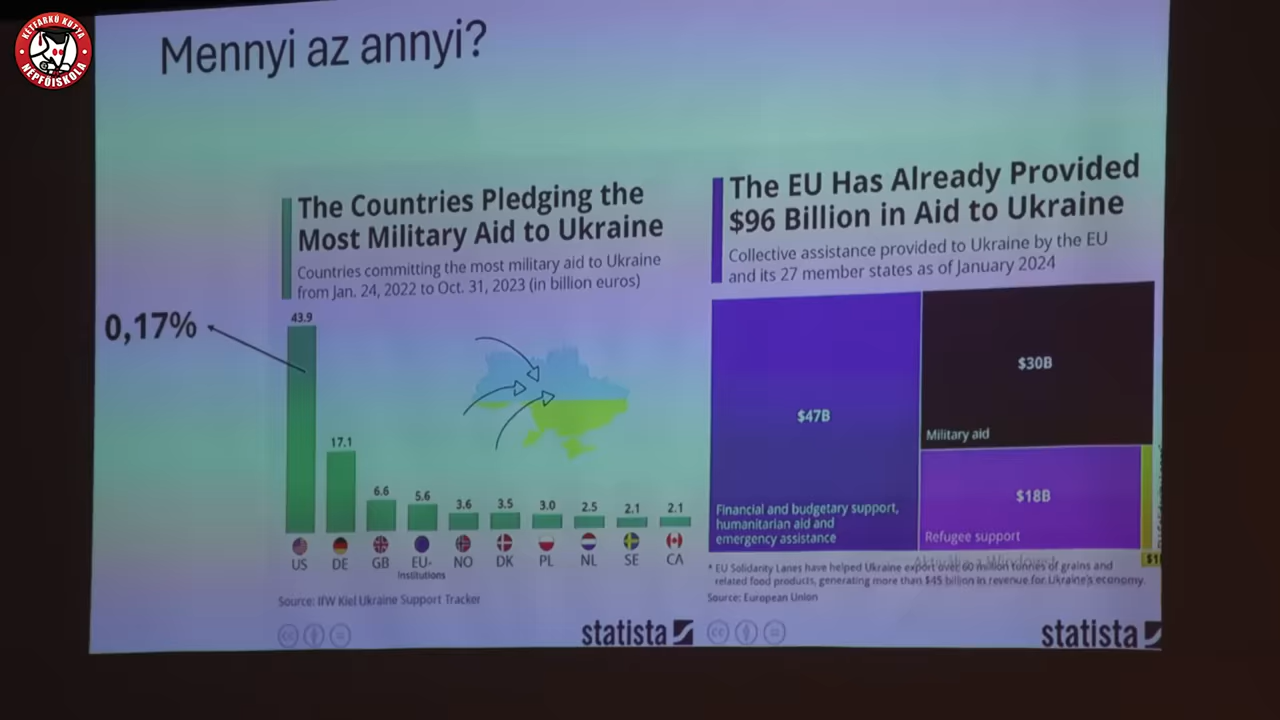 KÉTFARKÚ KUTYA
NÉPFŐISKOLA
Mennyi az annyi?
The Countries Pledging the
Most Military Aid to Ukraine
Countries committing the most military aid to Ukraine
from Jan. 24, 2022 to Oct. 31, 2023 (in billion euros)
0,17%
43.9
17.1
6.6
5.6
3.6
3.5
3.0
2.5
2.1
2.1
US
DE
GB
EU-
Institutions
NO
DK
PL
NL
SE
CA
Source: IfW Kiel Ukraine Support Tracker
statista
The EU Has Already Provided
$96 Billion in Aid to Ukraine
Collective assistance provided to Ukraine by the EU
and its 27 member states as of January 2024
$47B
Financial and budgetary support,
humanitarian aid and
emergency assistance
$30B
Military aid
$18B
Refugee support
* EU Solidarity Lanes have helped Ukraine export over 60 million tonnes of grains and
related food products, generating more than $45 billion in revenue for Ukraine's economy.
Source: European Union
statista